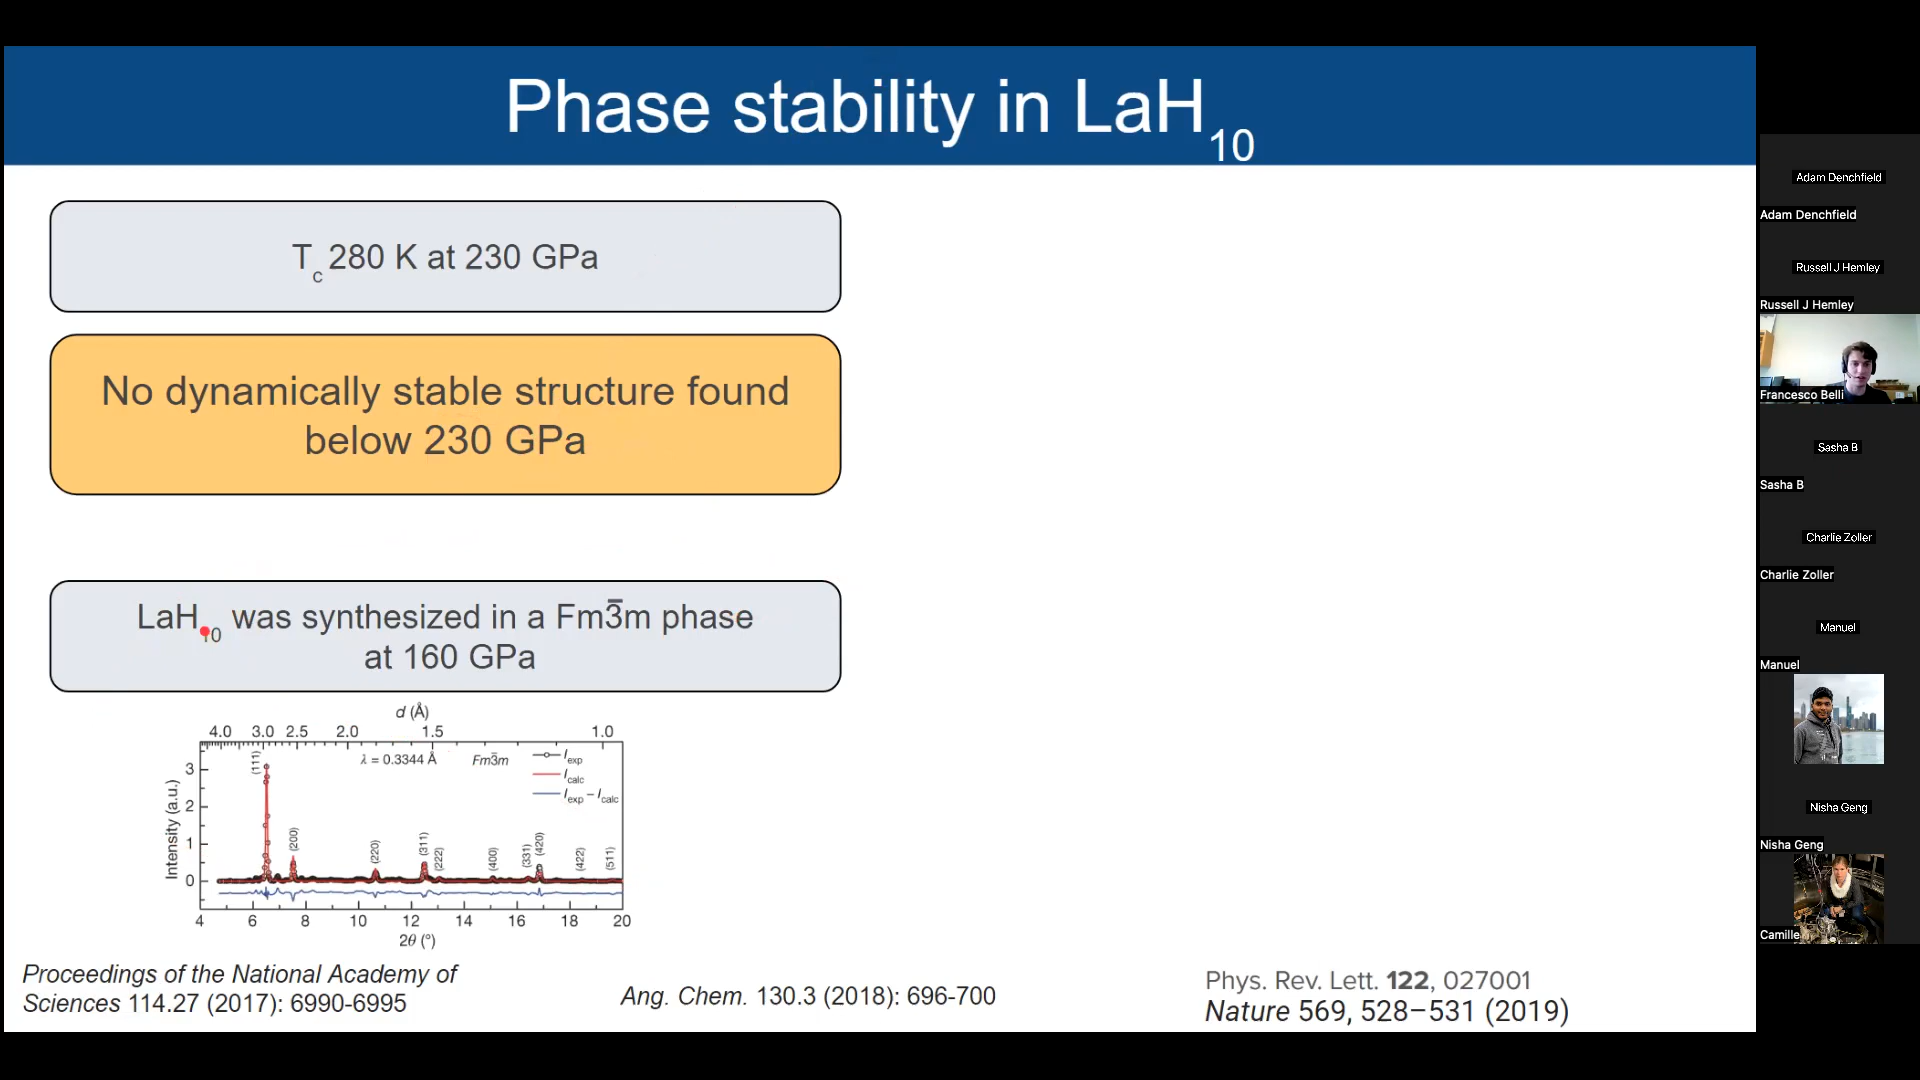 Phase stability in LaH10
Tc 280 K at 230 GPa
No dynamically stable structure found
below 230 GPa
LaH10 was synthesized in a Fm3̅m phase
at 160 GPa
d (Å)
4.0 3.0 2.5 2.0 1.5 1.0
λ = 0.3344 Å Fm3̅m
Iexp
Icalc
Iexp – Icalc
(111) (200) (220) (311) (222) (400) (331) (420) (422) (511)
Intensity (a.u.)
3
2
1
0
4 6 8 10 12 14 16 18 20
2θ (°)
Proceedings of the National Academy of
Sciences 114.27 (2017): 6990-6995
Ang. Chem. 130.3 (2018): 696-700
Phys. Rev. Lett. 122, 027001
Nature 569, 528–531 (2019)
Adam Denchfield
Adam Denchfield
Russell J Hemley
Russell J Hemley
Francesco Belli
Sasha B
Sasha B
Charlie Zoller
Charlie Zoller
Manuel
Manuel
Nisha Geng
Nisha Geng
Camille